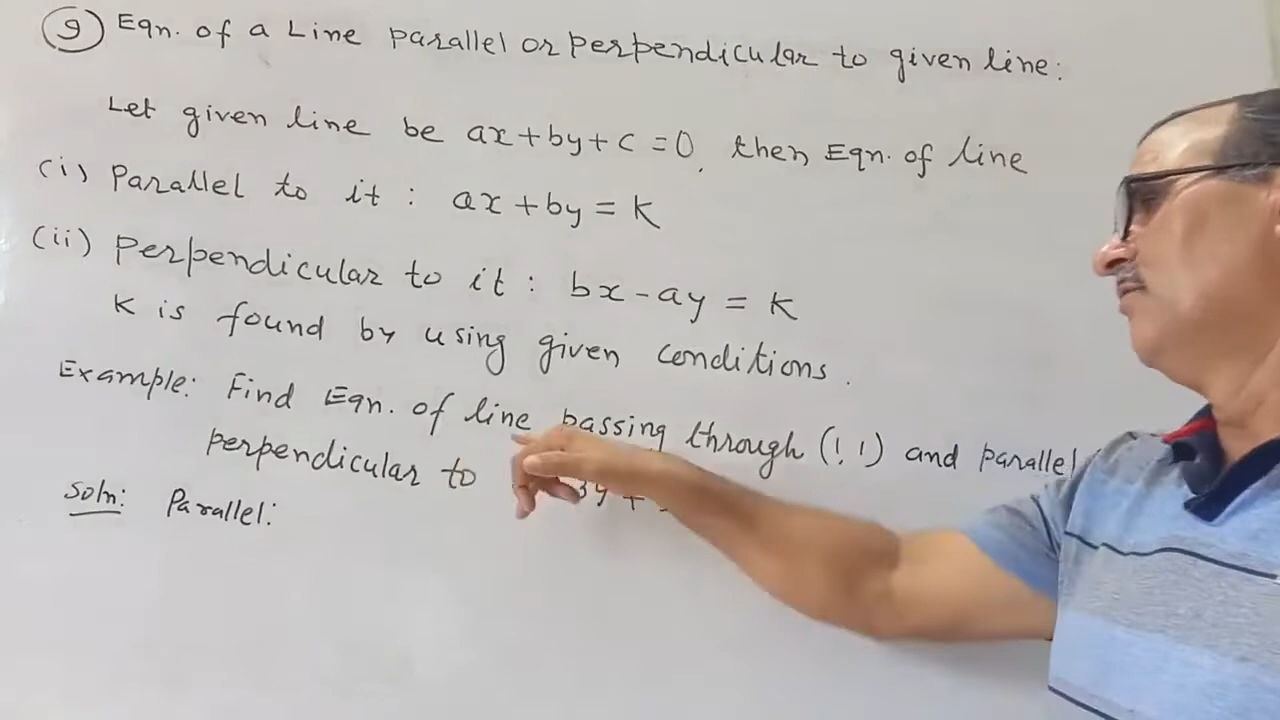 9 Eqn. of a Line parallel or perpendicular to given line:
Let given line be ax+by+c=0, then Eqn. of line
(i) Parallel to it: ax+by=K
(ii) Perpendicular to it: bx-ay=K
K is found by using given conditions.
Example: Find Eqn. of line passing through (1,1) and parallel
perpendicular to 3y+
Soln: Parallel: